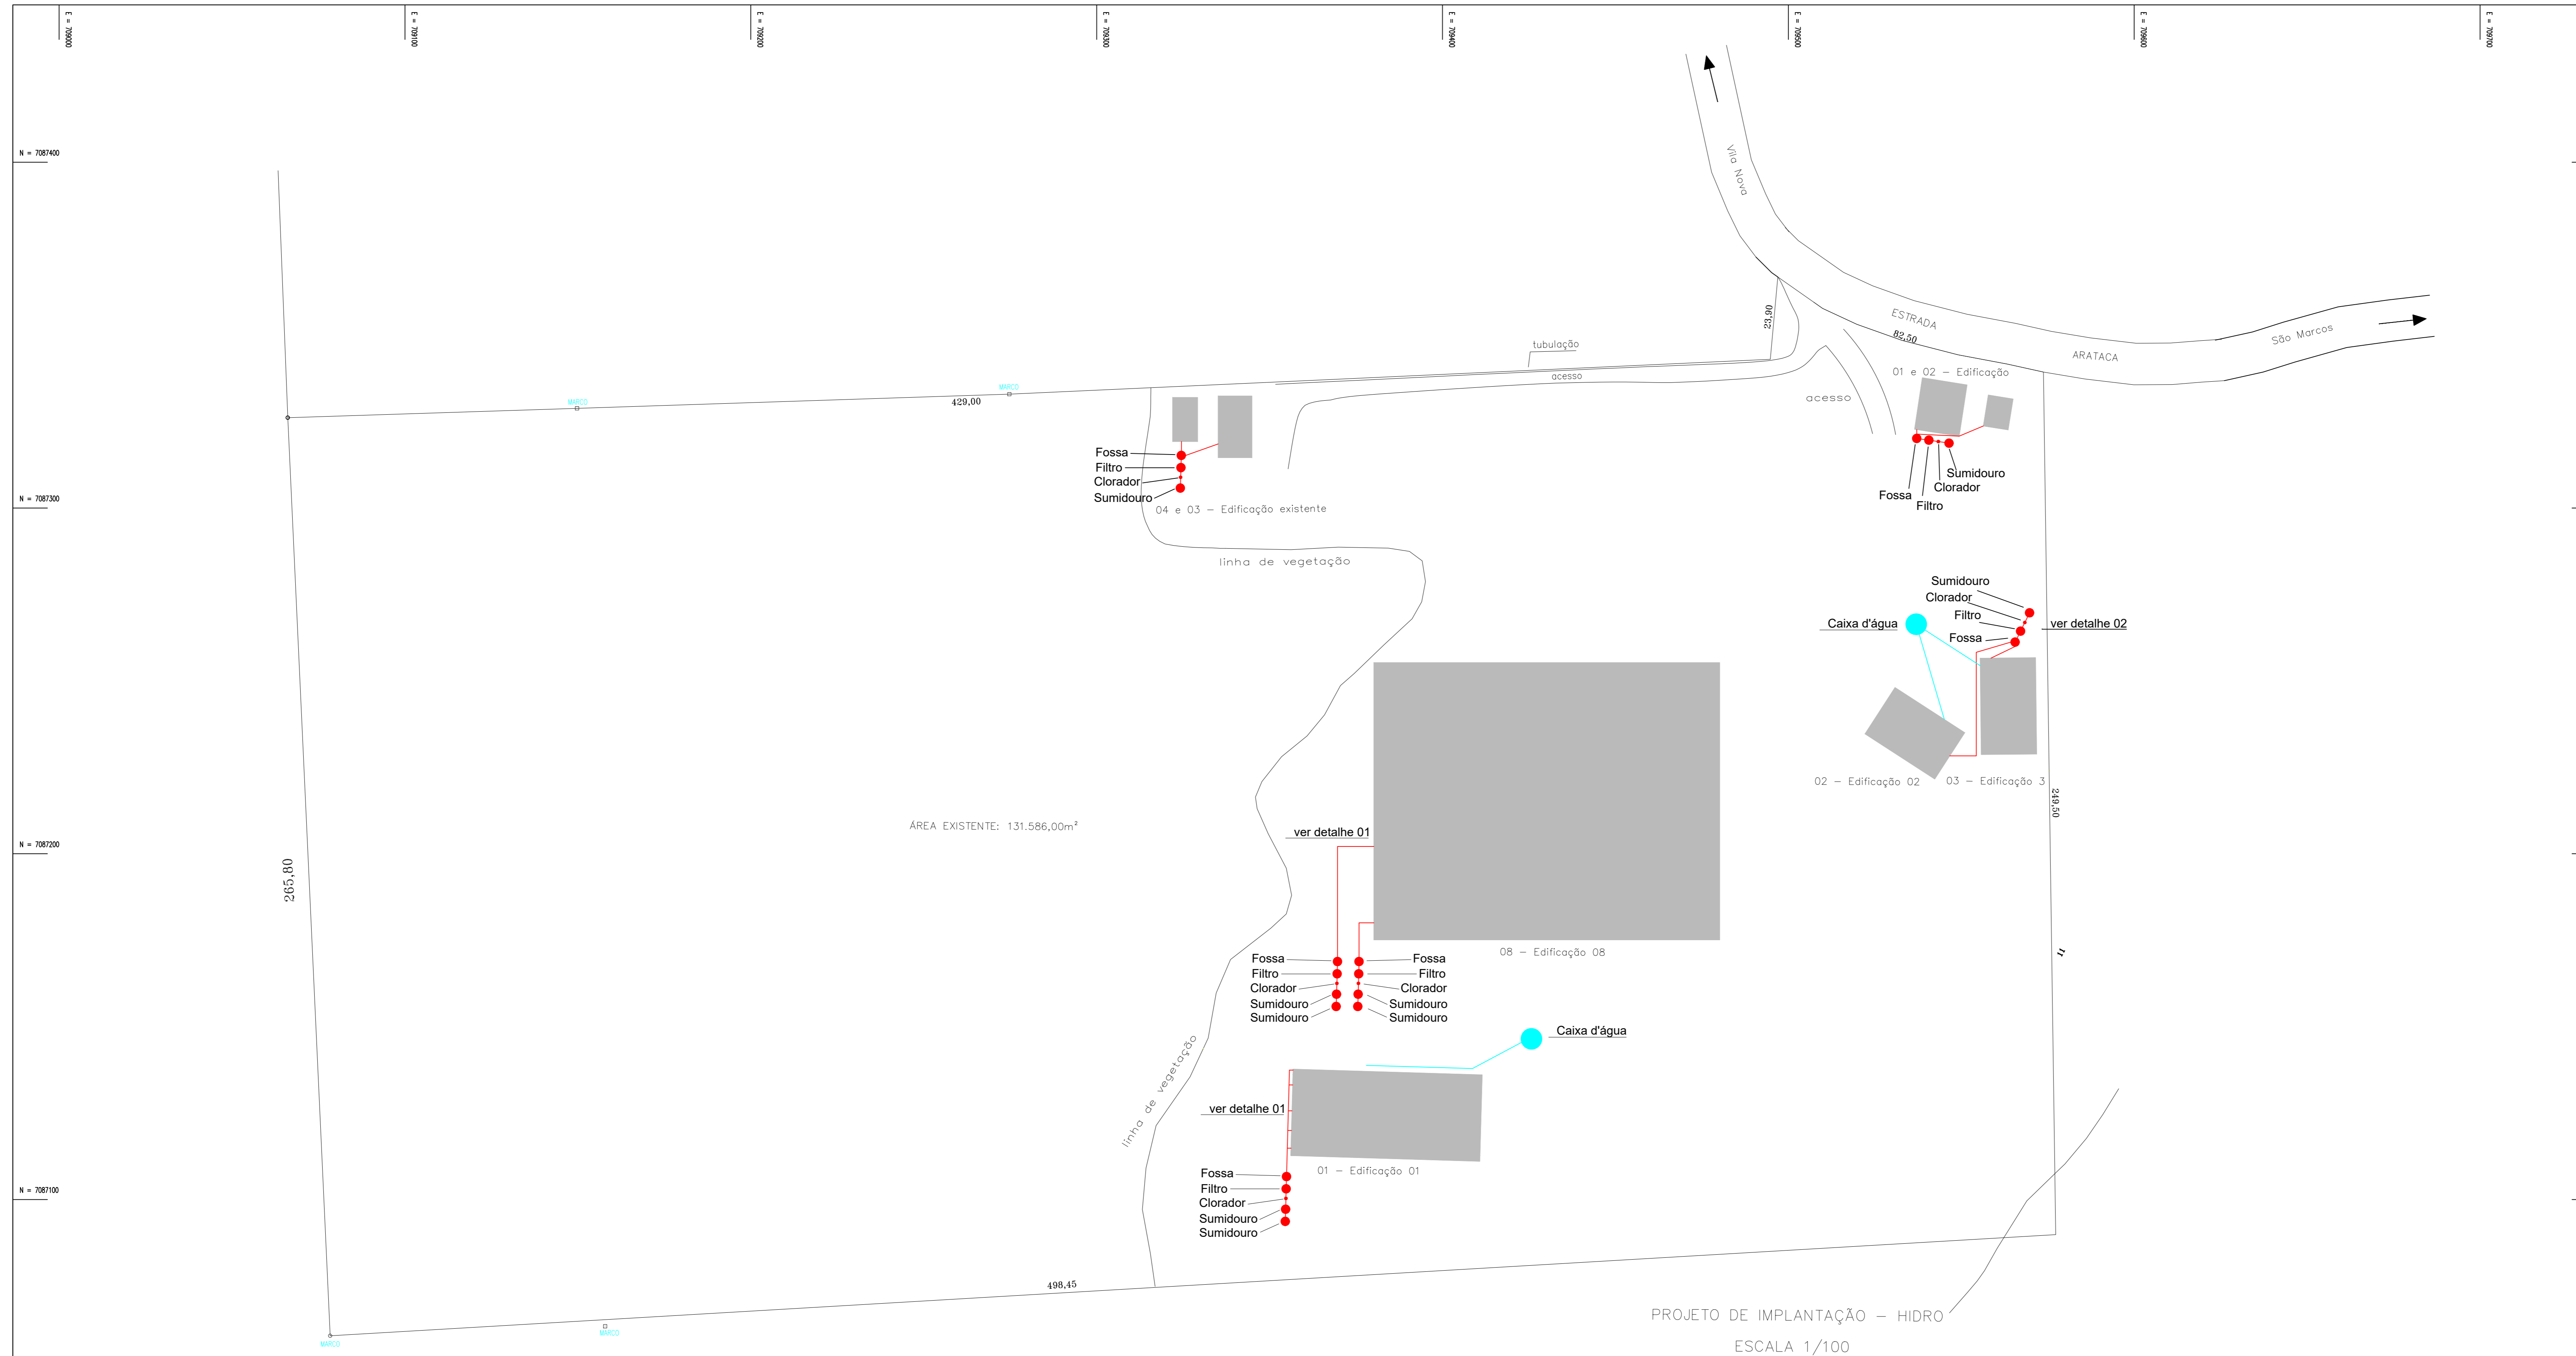 E = 709000
E = 709100
E = 709200
E = 709300
E = 709400
E = 709500
E = 709600
E = 709700
N = 7087400
Vila Nova
ESTRADA
82,50
ARATACA
São Marcos
23,90
tubulação
acesso
acesso
MARCO
MARCO
429,00
01 e 02 - Edificação
Fossa
Filtro
Clorador
Sumidouro
04 e 03 - Edificação existente
Sumidouro
Clorador
Fossa
Filtro
N = 7087300
linha de vegetação
Sumidouro
Clorador
Filtro
Fossa
Caixa d'água
ver detalhe 02
02 - Edificação 02
03 - Edificação 3
249,50
ÁREA EXISTENTE: 131.586,00m²
ver detalhe 01
N = 7087200
265,80
08 - Edificação 08
11
Fossa
Filtro
Clorador
Sumidouro
Sumidouro
Fossa
Filtro
Clorador
Sumidouro
Sumidouro
Caixa d'água
linha de vegetação
ver detalhe 01
01 - Edificação 01
Fossa
Filtro
Clorador
Sumidouro
Sumidouro
N = 7087100
498,45
MARCO
MARCO
PROJETO DE IMPLANTAÇÃO - HIDRO
ESCALA 1/100